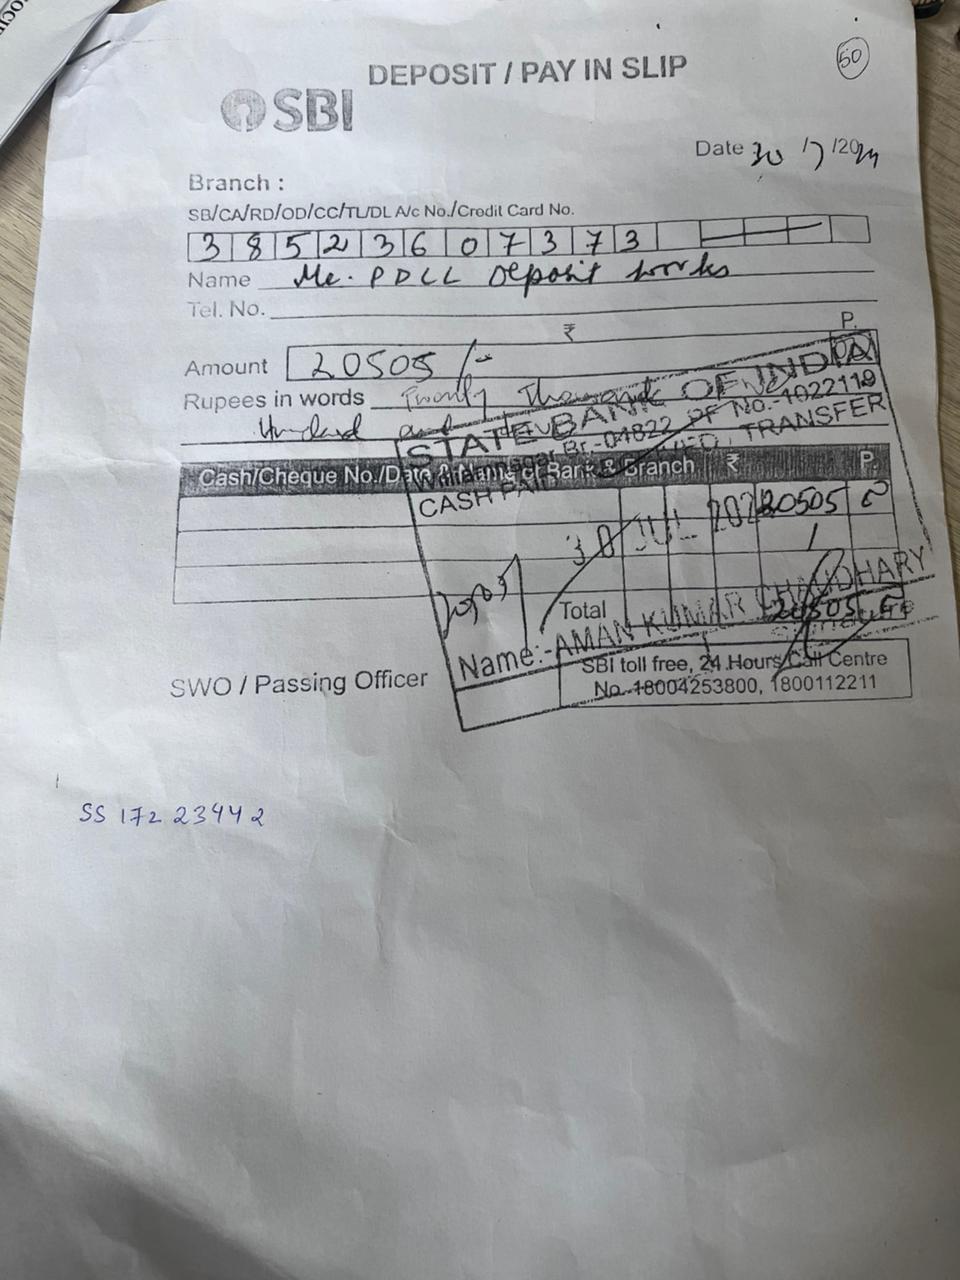 50
DEPOSIT / PAY IN SLIP
SBI
Date 30 /7 /2024
Branch :
SB/CA/RD/OD/CC/TL/DL A/c No./Credit Card No.
38523607373
Name Me. PDCL Deposit works
Tel. No.
₹ P.
Amount 20505 /-
Rupees in words Twenty Thousand
Hundred and
STATE BANK OF INDIA
Br.-04822 PF No.-1022119
CASH TRANSFER
Cash/Cheque No./Date & Name of Bank & Branch ₹ P.
20505
30 JUL
Total 20505
Name:-AMAN KUMAR CHAUDHARY
SWO / Passing Officer
SBI toll free, 24 Hours Call Centre
No. 18004253800, 1800112211
SS 172 23442